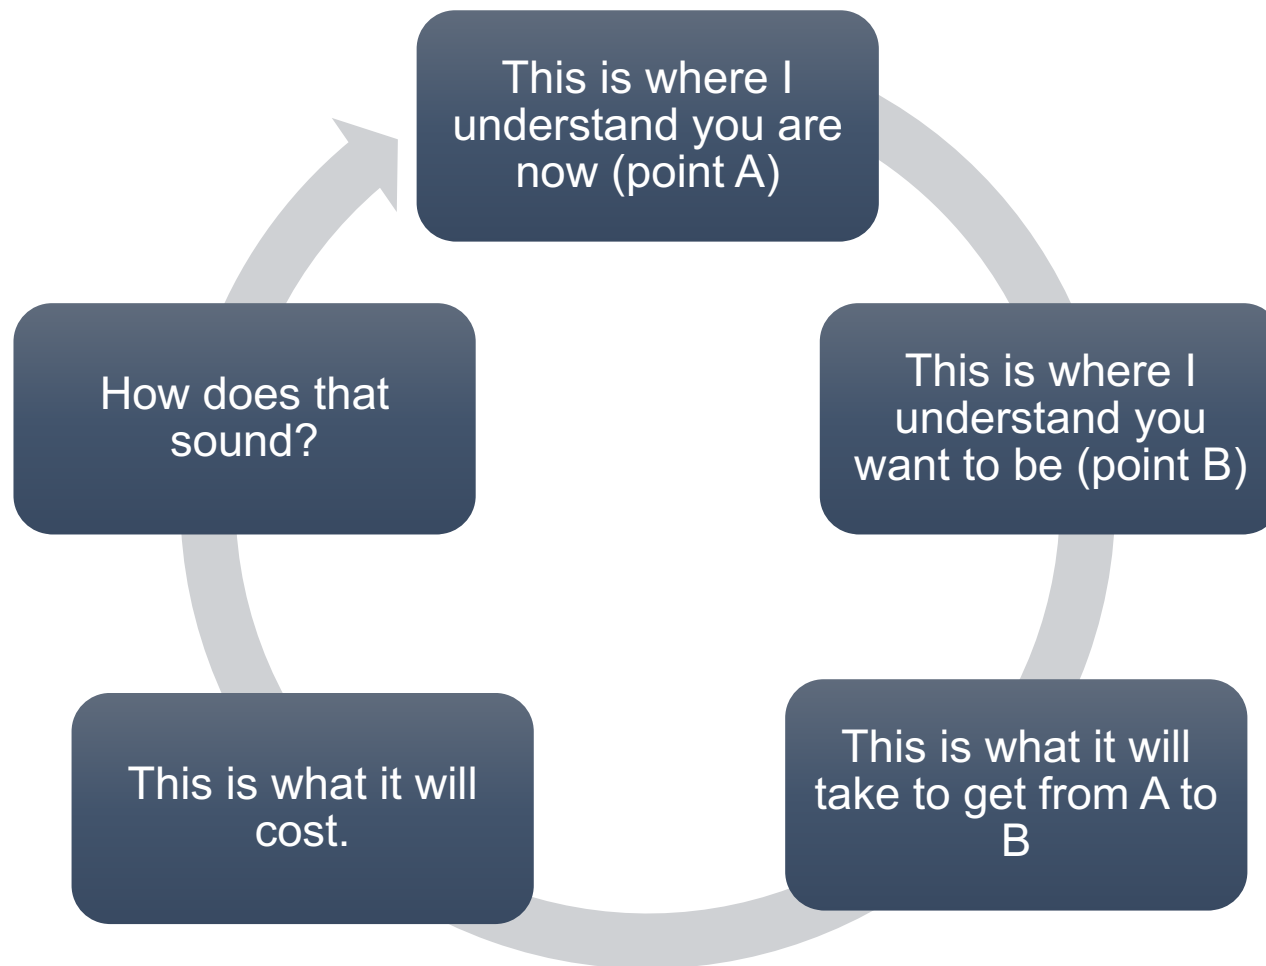 This is where I
understand you are
now (point A)
This is where I
understand you
want to be (point B)
This is what it will
take to get from A to
B
This is what it will
cost.
How does that
sound?